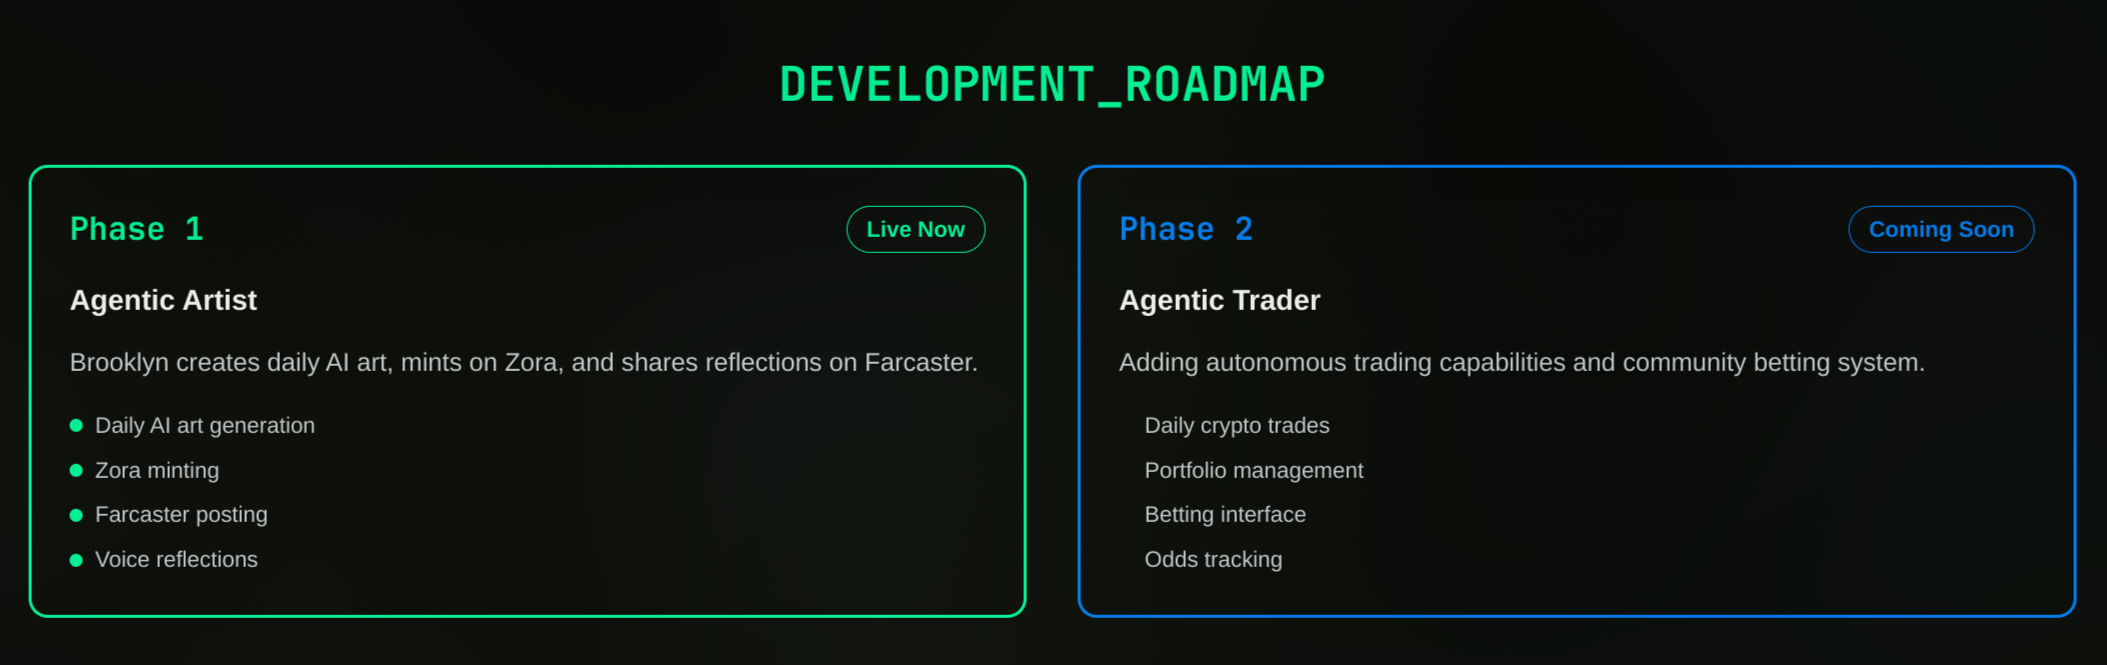 DEVELOPMENT_ROADMAP
Phase 1
Live Now
Agentic Artist
Brooklyn creates daily AI art, mints on Zora, and shares reflections on Farcaster.
Daily AI art generation
Zora minting
Farcaster posting
Voice reflections
Phase 2
Coming Soon
Agentic Trader
Adding autonomous trading capabilities and community betting system.
Daily crypto trades
Portfolio management
Betting interface
Odds tracking